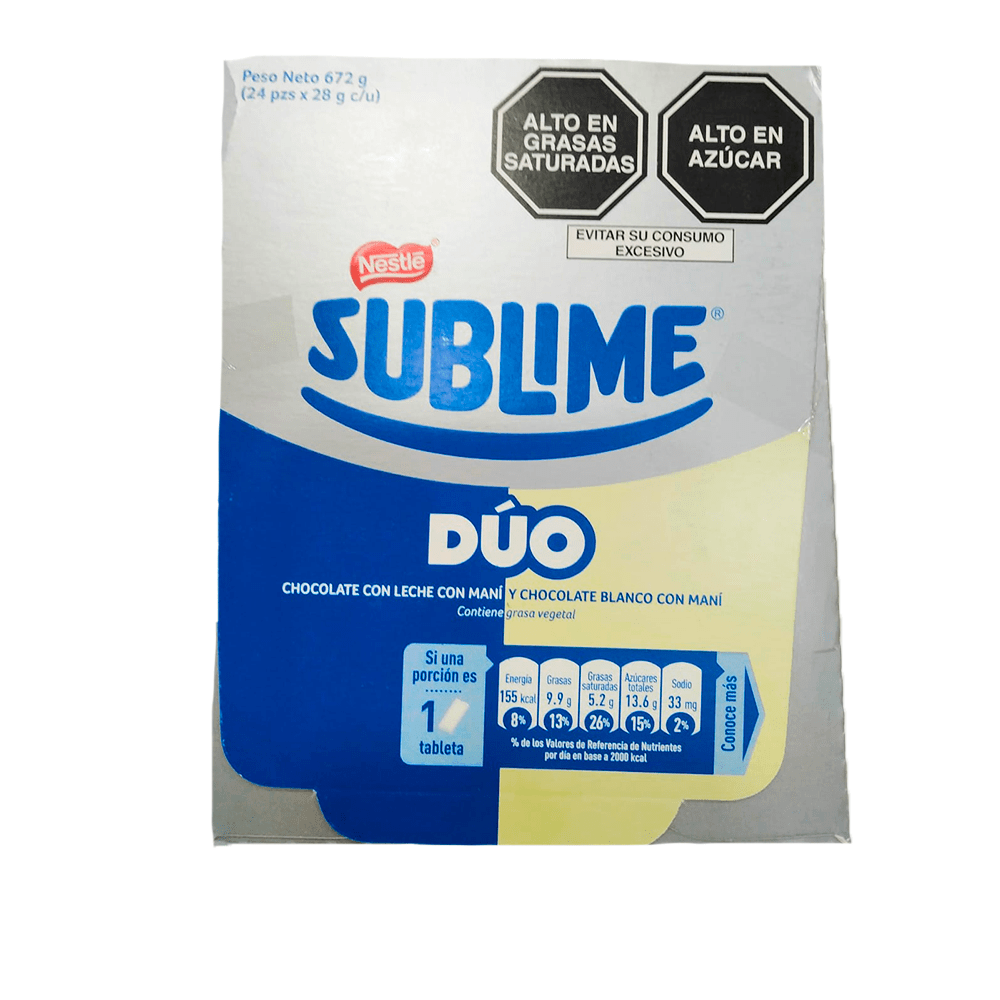 Peso Neto 672 g
(24 pzs x 28 g c/u)
ALTO EN
GRASAS
SATURADAS
ALTO EN
AZÚCAR
EVITAR SU CONSUMO
EXCESIVO
Nestlé®
SUBLIME®
DÚO
CHOCOLATE CON LECHE CON MANÍ Y CHOCOLATE BLANCO CON MANÍ
Contiene grasa vegetal
Si una
porción es
1
tableta
Energía
155 kcal
8%
Grasas
9.9 g
13%
Grasas
saturadas
5.2 g
26%
Azúcares
totales
13.6 g
15%
Sodio
33 mg
2%
% de los Valores de Referencia de Nutrientes
por día en base a 2000 kcal
Conoce más